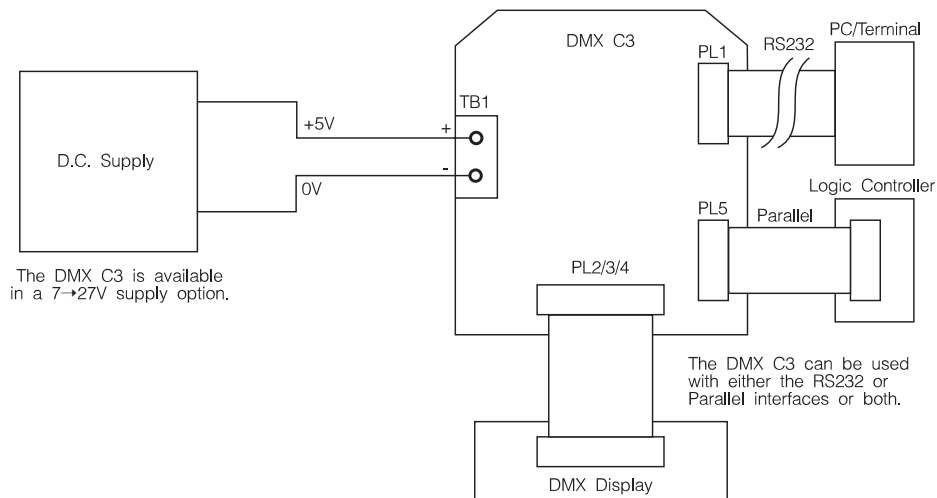 DMX C3
PC/Terminal
RS232
PL1
TB1
+5V
+
D.C. Supply
-
0V
Logic Controller
PL5
Parallel
The DMX C3 is available
in a 7→27V supply option.
PL2/3/4
The DMX C3 can be used
with either the RS232 or
Parallel interfaces or both.
DMX Display